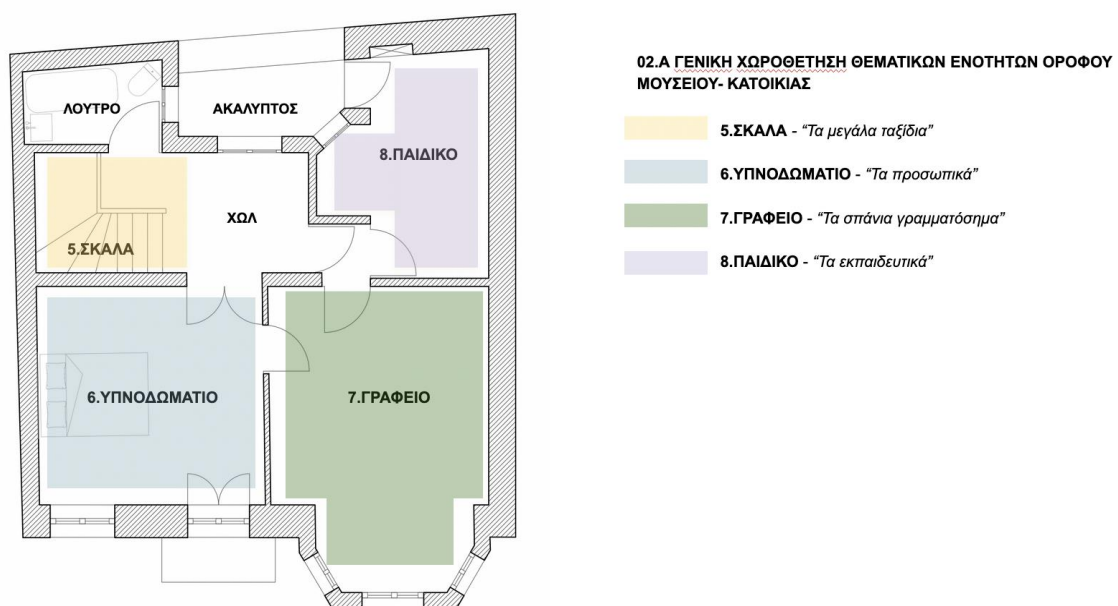 ΛΟΥΤΡΟ
ΑΚΑΛΥΠΤΟΣ
8.ΠΑΙΔΙΚΟ
ΧΩΛ
5.ΣΚΑΛΑ
6.ΥΠΝΟΔΩΜΑΤΙΟ
7.ΓΡΑΦΕΙΟ
02.Α ΓΕΝΙΚΗ ΧΩΡΟΘΕΤΗΣΗ ΘΕΜΑΤΙΚΩΝ ΕΝΟΤΗΤΩΝ ΟΡΟΦΟΥ
ΜΟΥΣΕΙΟΥ- ΚΑΤΟΙΚΙΑΣ
5.ΣΚΑΛΑ - “Τα μεγάλα ταξίδια”
6.ΥΠΝΟΔΩΜΑΤΙΟ - “Τα προσωπικά”
7.ΓΡΑΦΕΙΟ - “Τα σπάνια γραμματόσημα”
8.ΠΑΙΔΙΚΟ - “Τα εκπαιδευτικά”